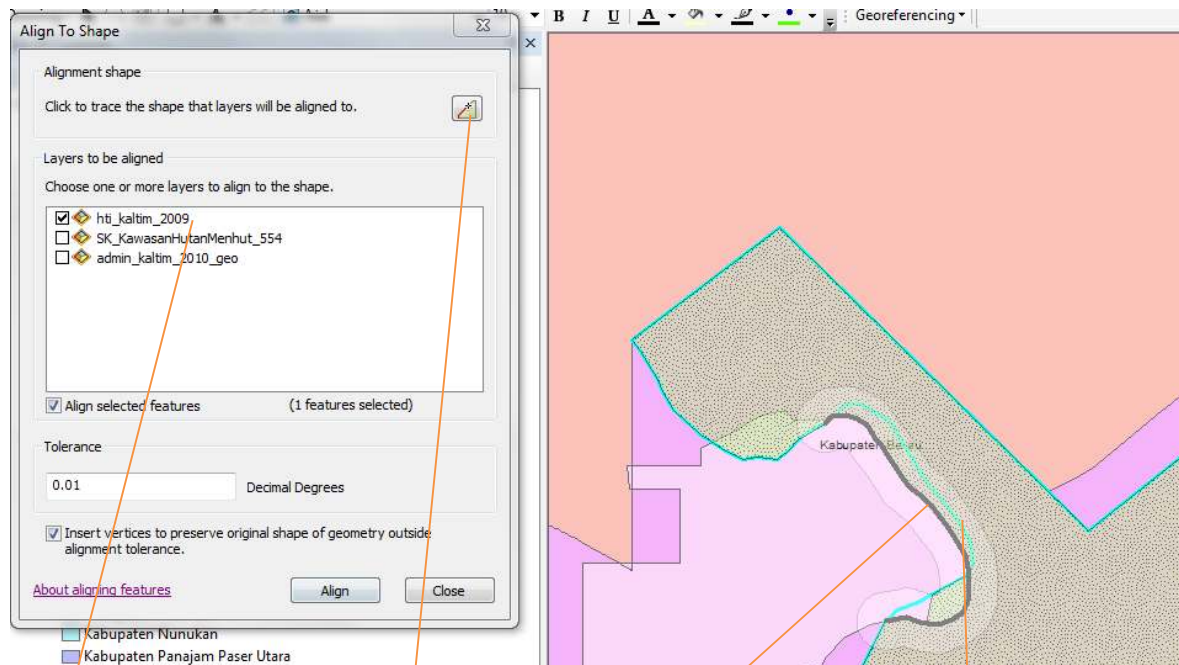 10 B I U A Georeferencing
Align To Shape
Alignment shape
Click to trace the shape that layers will be aligned to.
Layers to be aligned
Choose one or more layers to align to the shape.
hti_kaltim_2009
SK_KawasanHutanMenhut_554
admin_kaltim_2010_geo
Align selected features (1 features selected)
Tolerance
0.01 Decimal Degrees
Insert vertices to preserve original shape of geometry outside
alignment tolerance.
About aligning features Align Close
Kabupaten Nunukan
Kabupaten Panajam Paser Utara
Kabupaten Berau